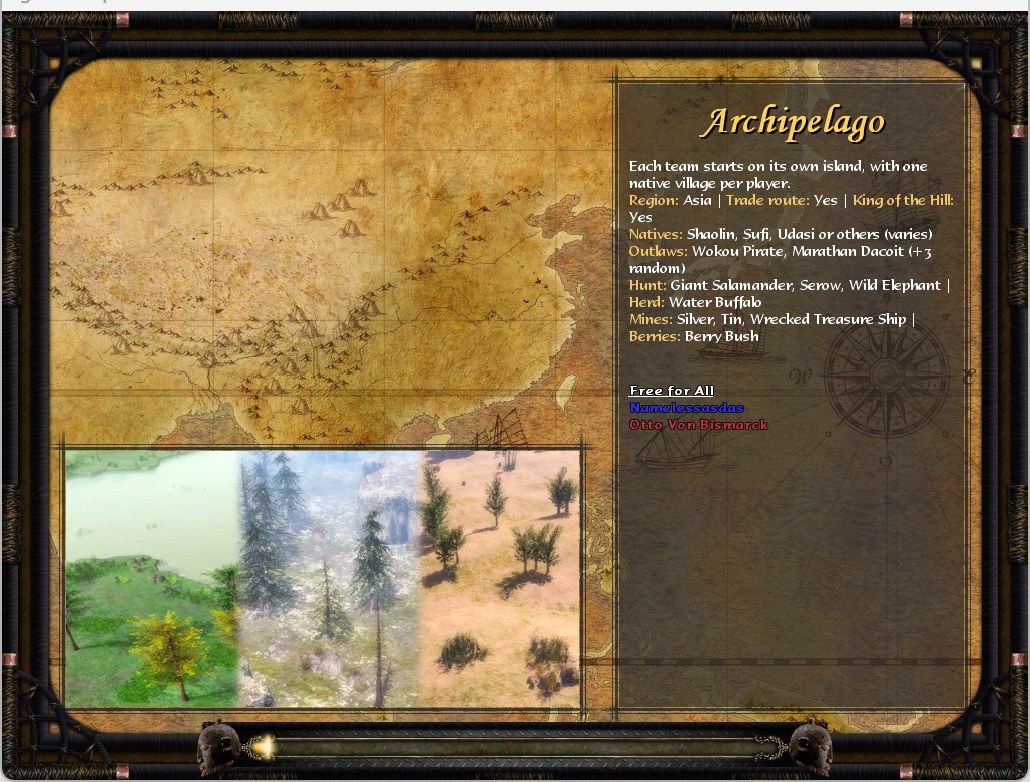 Archipelago
Each team starts on its own island, with one
native village per player.
Region: Asia | Trade route: Yes | King of the Hill:
Yes
Natives: Shaolin, Sufi, Udasi or others (varies)
Outlaws: Wokou Pirate, Marathan Dacoit (+3
random)
Hunt: Giant Salamander, Serow, Wild Elephant |
Herd: Water Buffalo
Mines: Silver, Tin, Wrecked Treasure Ship |
Berries: Berry Bush
W
E
Free for All
Namelessasdas
Otto Von Bismarck
S